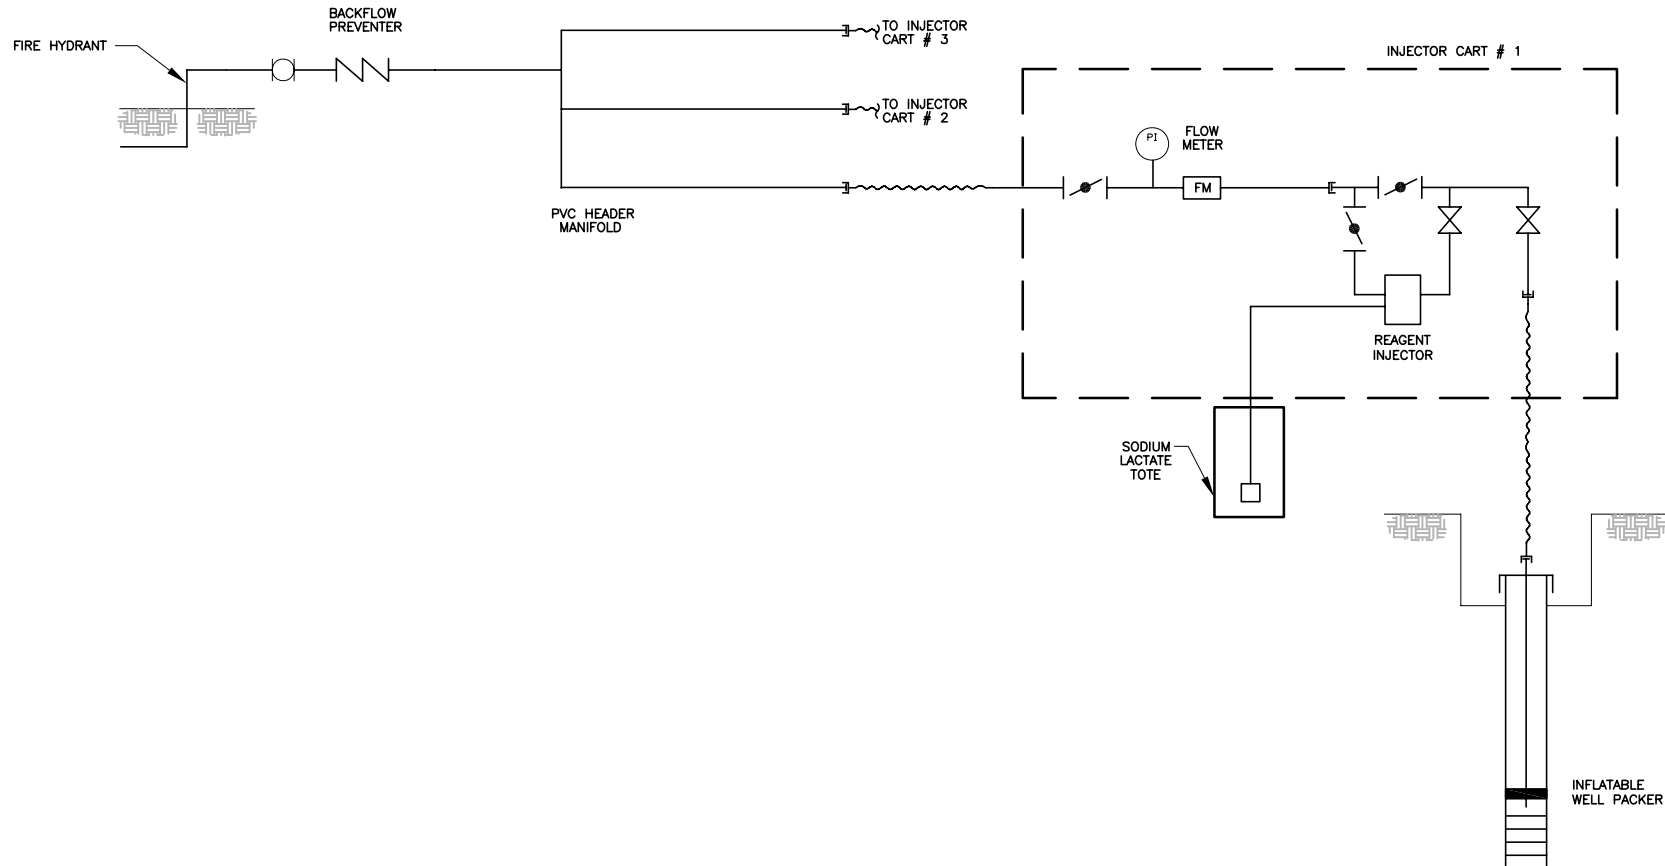 BACKFLOW
PREVENTER
FIRE HYDRANT
TO INJECTOR
CART # 3
TO INJECTOR
CART # 2
PVC HEADER
MANIFOLD
INJECTOR CART # 1
PI
FLOW
METER
FM
REAGENT
INJECTOR
SODIUM
LACTATE
TOTE
INFLATABLE
WELL PACKER